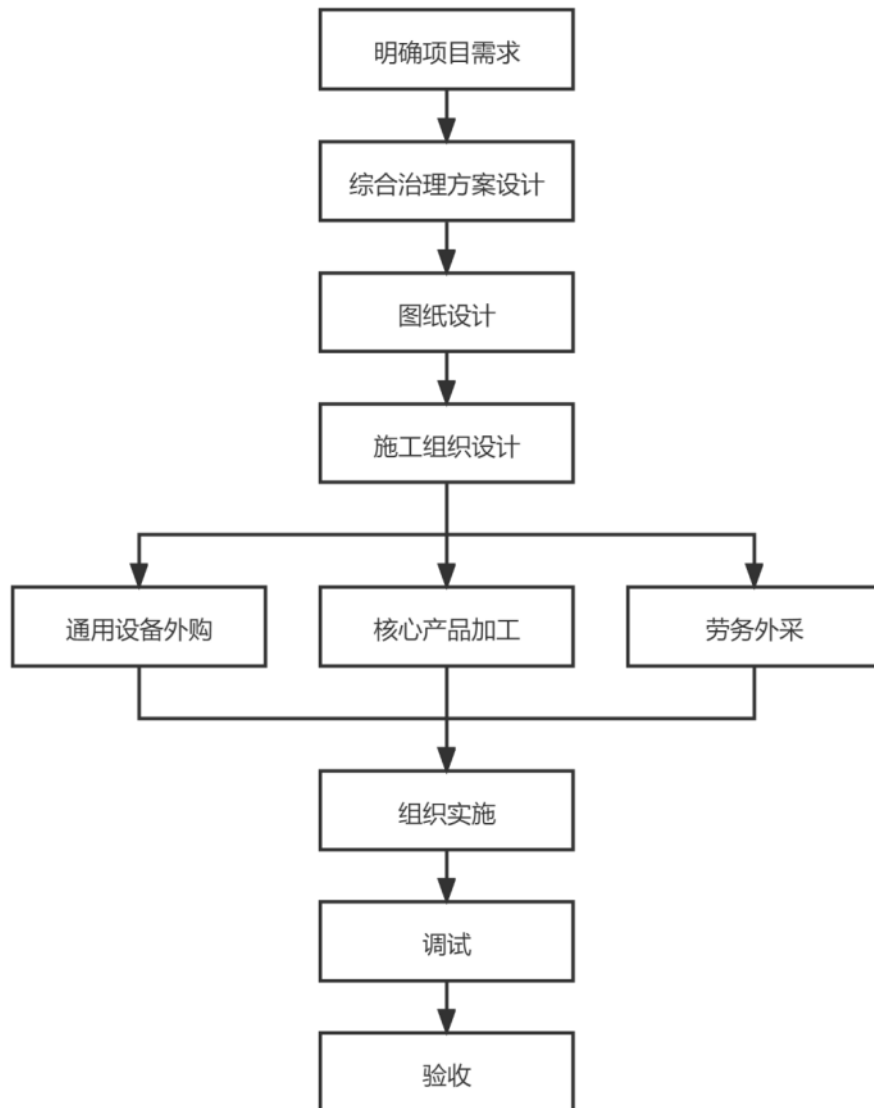 明确项目需求
综合治理方案设计
图纸设计
施工组织设计
通用设备外购
核心产品加工
劳务外采
组织实施
调试
验收